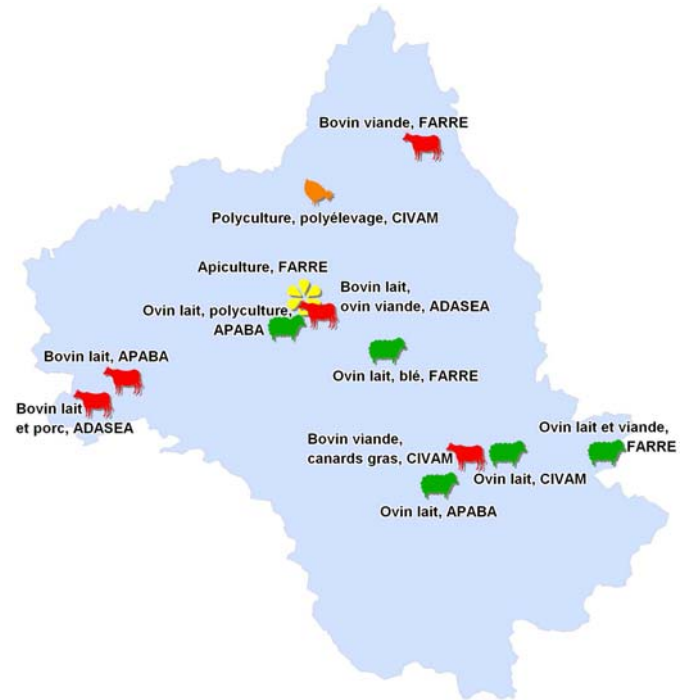 Bovin viande, FARRE
Polyculture, polyélevage, CIVAM
Apiculture, FARRE
Bovin lait,
ovin viande, ADASEA
Ovin lait, polyculture,
APABA
Ovin lait, blé, FARRE
Bovin lait, APABA
Bovin lait
et porc, ADASEA
Bovin viande,
canards gras, CIVAM
Ovin lait et viande,
FARRE
Ovin lait, CIVAM
Ovin lait, APABA